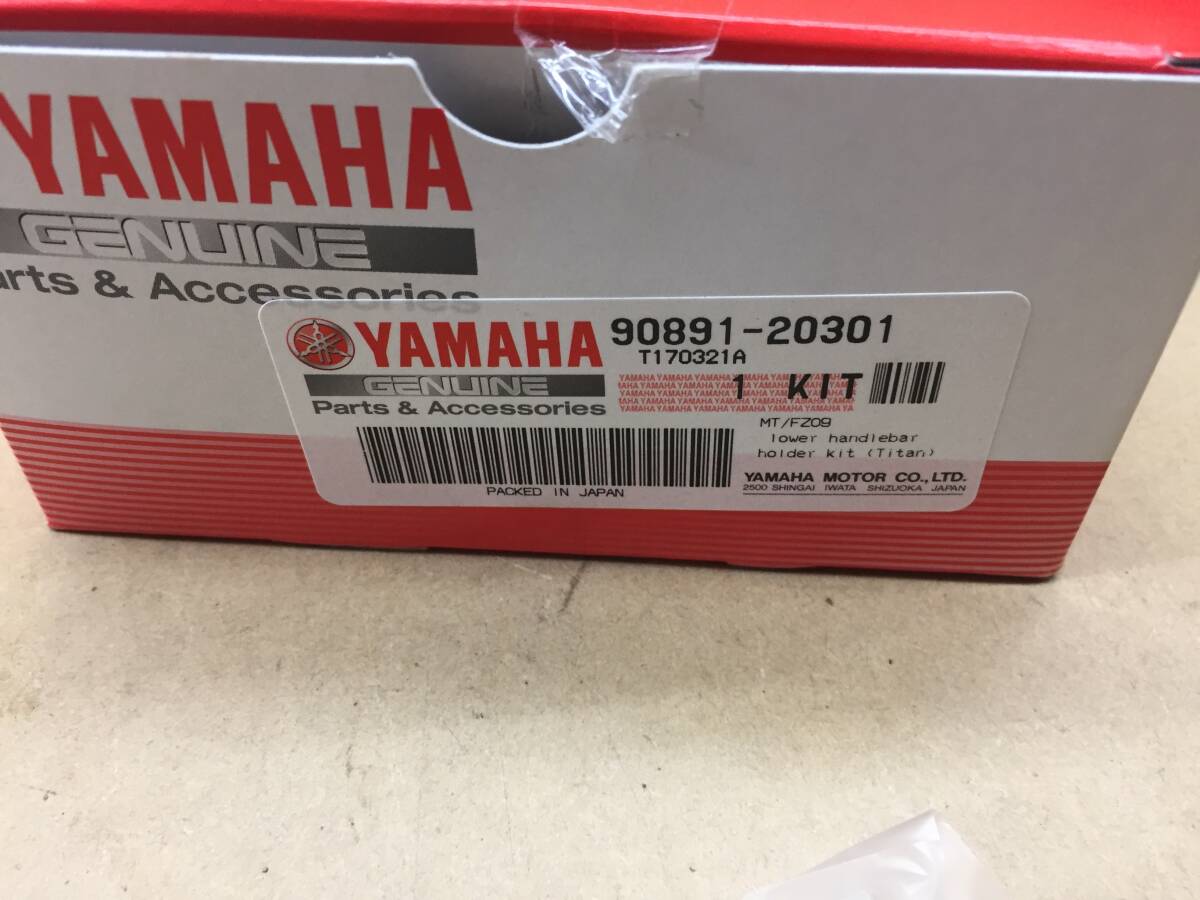 YAMAHA
GENUINE
Parts & Accessories
YAMAHA 90891-20301
T170321A
GENUINE
1 KIT
Parts & Accessories
MT/FZ09
lower handlebar
holder kit (Titan)
PACKED IN JAPAN
YAMAHA MOTOR CO., LTD.
2500 SHINGAI IWATA SHIZUOKA JAPAN